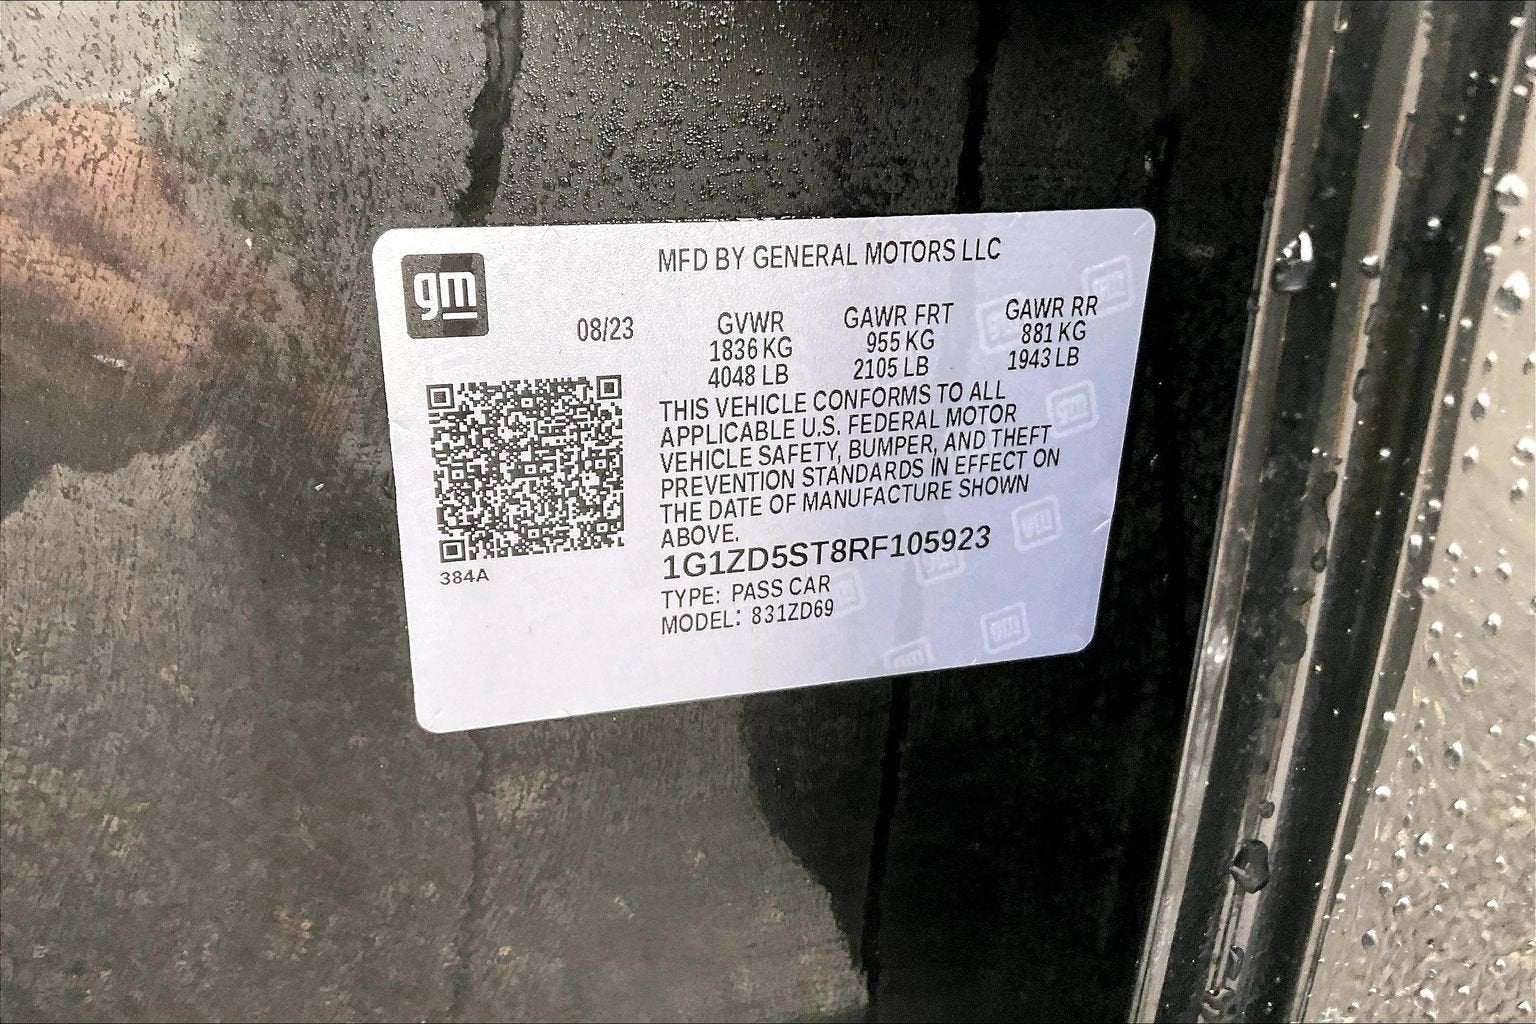 gm
MFD BY GENERAL MOTORS LLC
08/23
GVWR
1836 KG
4048 LB
GAWR FRT
955 KG
2105 LB
GAWR RR
881 KG
1943 LB
THIS VEHICLE CONFORMS TO ALL
APPLICABLE U.S. FEDERAL MOTOR
VEHICLE SAFETY, BUMPER, AND THEFT
PREVENTION STANDARDS IN EFFECT ON
THE DATE OF MANUFACTURE SHOWN
ABOVE.
1G1ZD5ST8RF105923
TYPE: PASS CAR
MODEL: 831ZD69
384A